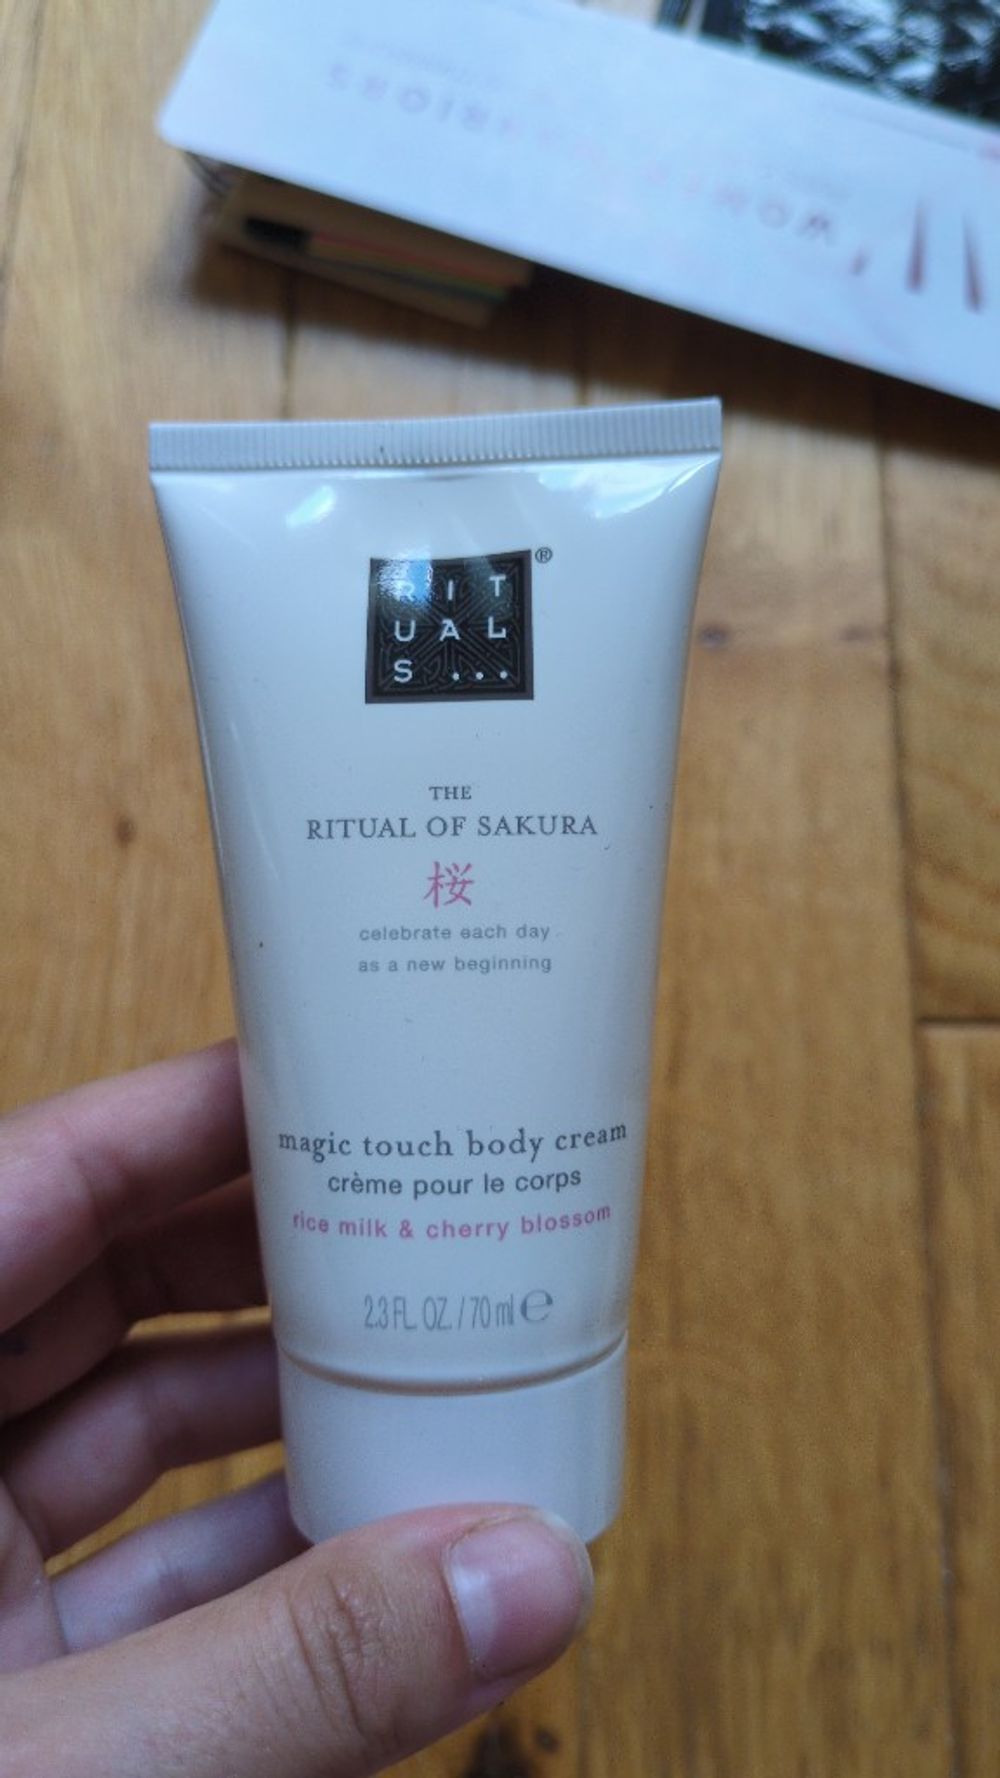 RIT
UAL
S...
®
THE
RITUAL OF SAKURA
桜
celebrate each day
as a new beginning
magic touch body cream
crème pour le corps
rice milk & cherry blossom
2.3 FL. OZ. / 70 ml ℮